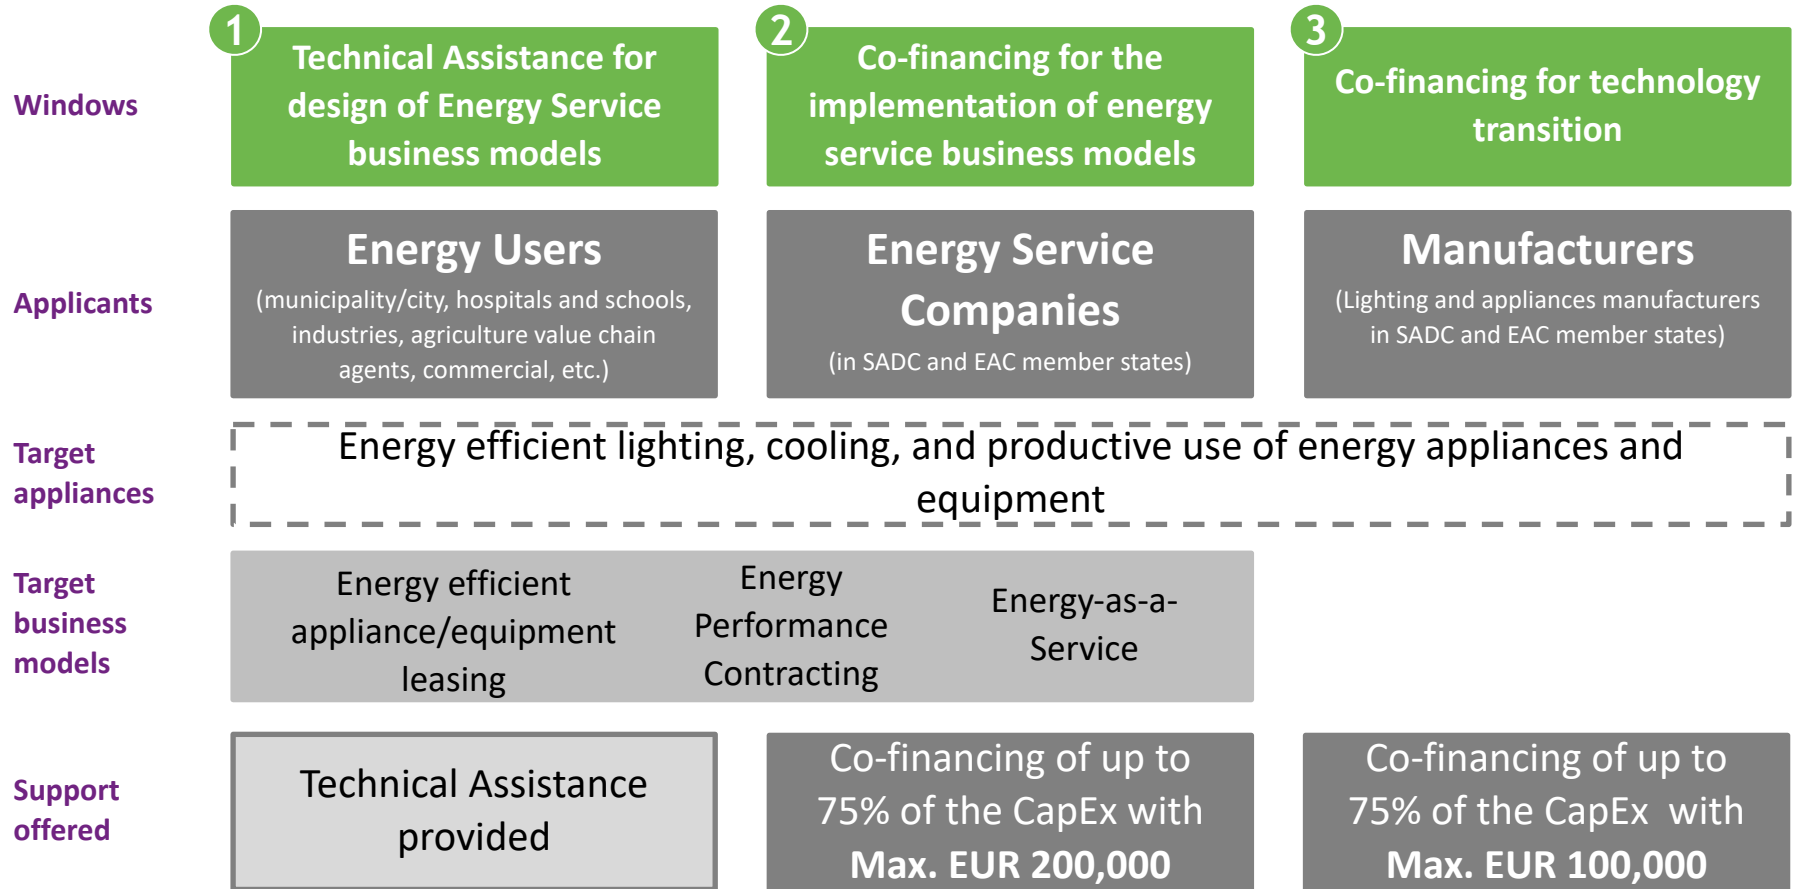 Windows
1
Technical Assistance for
design of Energy Service
business models
2
Co-financing for the
implementation of energy
service business models
3
Co-financing for technology
transition
Applicants
Energy Users
(municipality/city, hospitals and schools,
industries, agriculture value chain
agents, commercial, etc.)
Energy Service
Companies
(in SADC and EAC member states)
Manufacturers
(Lighting and appliances manufacturers
in SADC and EAC member states)
Target
appliances
Energy efficient lighting, cooling, and productive use of energy appliances and
equipment
Target
business
models
Energy efficient
appliance/equipment
leasing
Energy
Performance
Contracting
Energy-as-a-
Service
Support
offered
Technical Assistance
provided
Co-financing of up to
75% of the CapEx with
Max. EUR 200,000
Co-financing of up to
75% of the CapEx with
Max. EUR 100,000